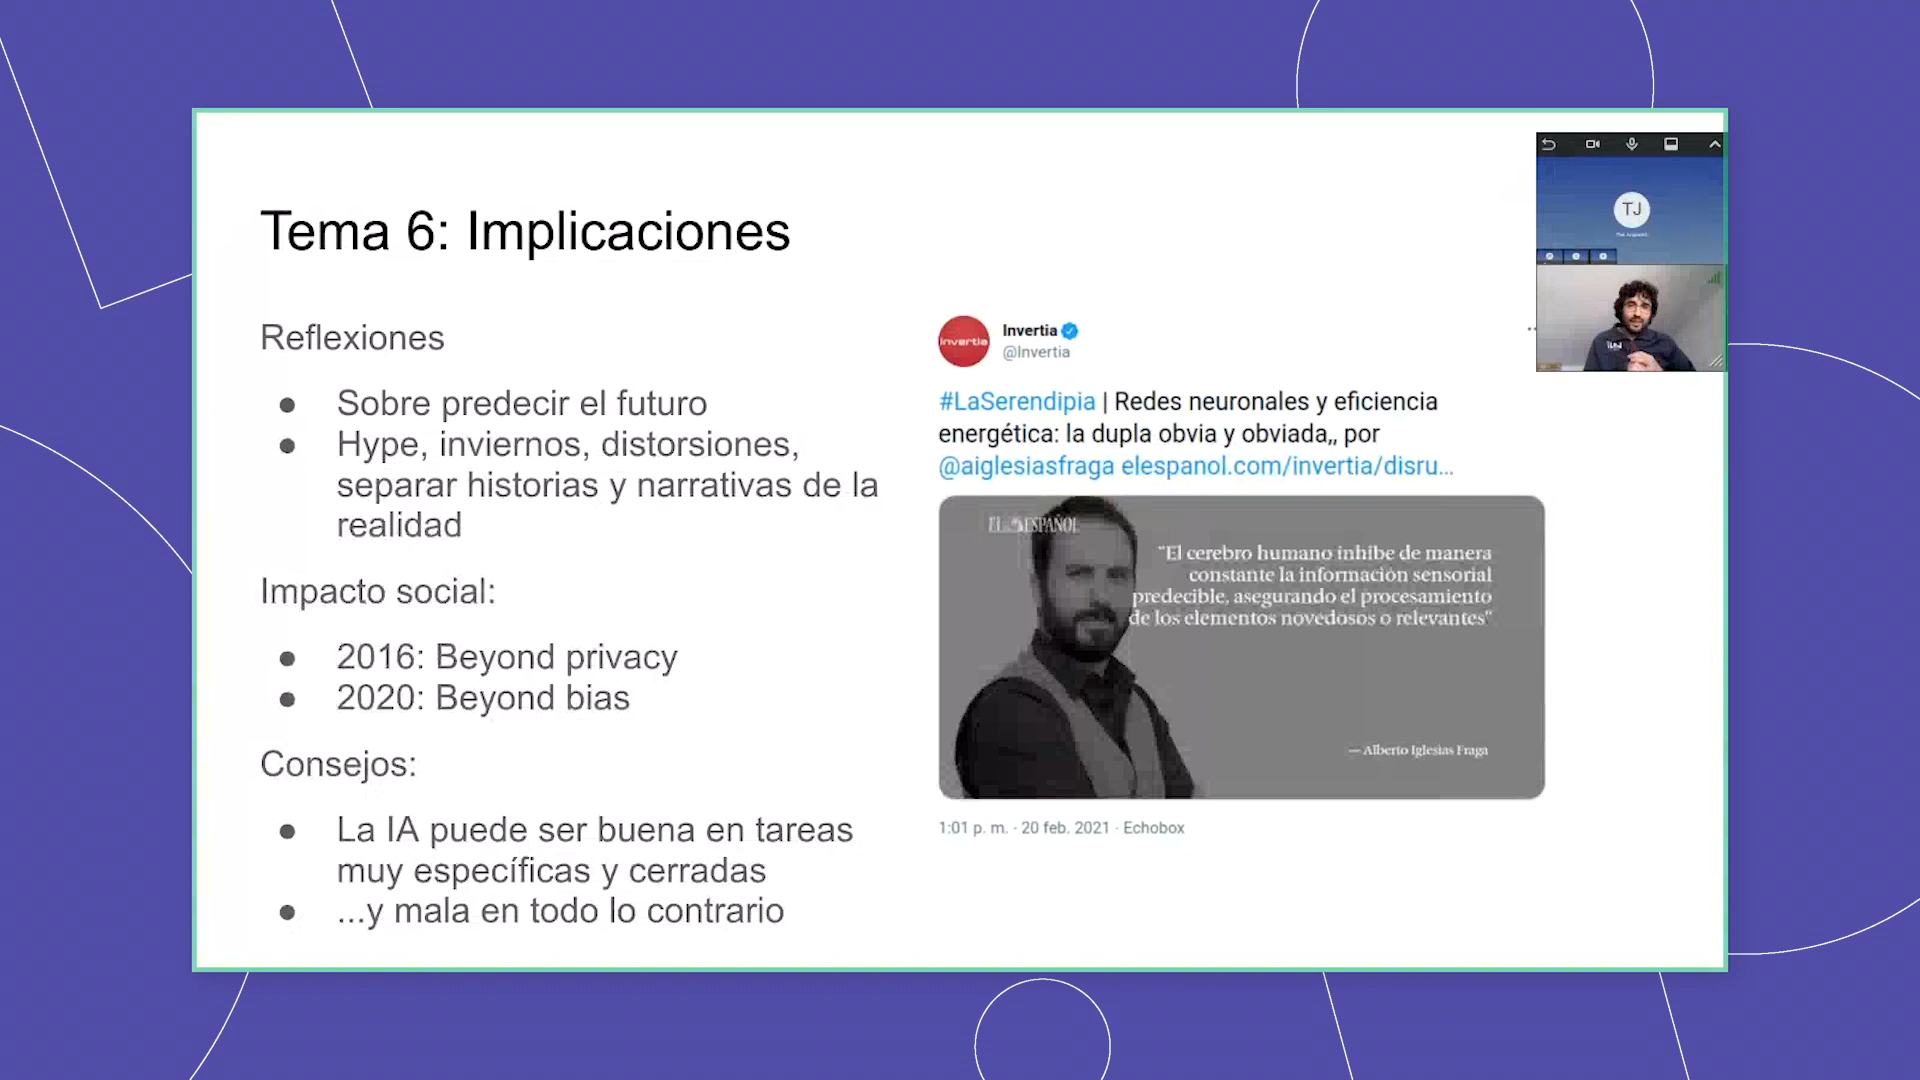 Tema 6: Implicaciones
Reflexiones
● Sobre predecir el futuro
● Hype, inviernos, distorsiones,
separar historias y narrativas de la
realidad
Impacto social:
● 2016: Beyond privacy
● 2020: Beyond bias
Consejos:
● La IA puede ser buena en tareas
muy específicas y cerradas
● ...y mala en todo lo contrario
Invertia
Invertia
@Invertia
#LaSerendipia | Redes neuronales y eficiencia
energética: la dupla obvia y obviada,, por
@aiglesiasfraga elespanol.com/invertia/disru...
EL ESPAÑOL
"El cerebro humano inhibe de manera
constante la información sensorial
predecible, asegurando el procesamiento
de los elementos novedosos o relevantes"
— Alberto Iglesias Fraga
1:01 p. m. · 20 feb. 2021 · Echobox
TJ